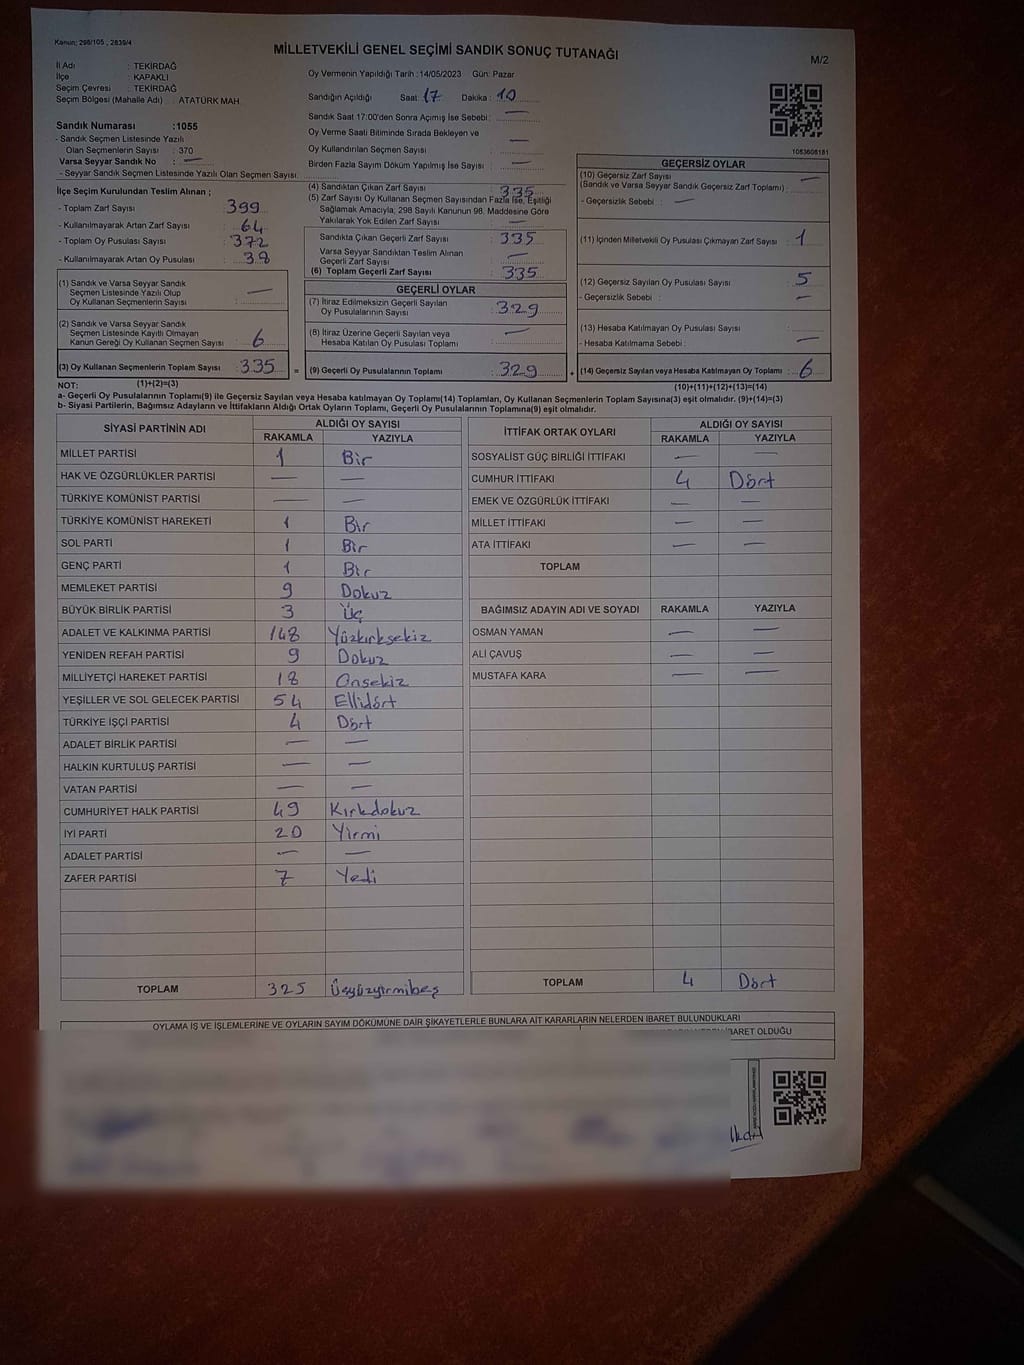 Kanun; 298/105 , 2839/4
MİLLETVEKİLİ GENEL SEÇİMİ SANDIK SONUÇ TUTANAĞI
M/2
İl Adı : TEKİRDAĞ
İlçe : KAPAKLI
Seçim Çevresi : TEKİRDAĞ
Seçim Bölgesi (Mahalle Adı) : ATATÜRK MAH.
Sandık Numarası :1055
- Sandık Seçmen Listesinde Yazılı
Olan Seçmenlerin Sayısı : 370
Varsa Seyyar Sandık No : —
- Seyyar Sandık Seçmen Listesinde Yazılı Olan Seçmen Sayısı:
İlçe Seçim Kurulundan Teslim Alınan ;
- Toplam Zarf Sayısı : 399
- Kullanılmayarak Artan Zarf Sayısı : 64
- Toplam Oy Pusulası Sayısı : 372
- Kullanılmayarak Artan Oy Pusulası : 38
(1) Sandık ve Varsa Seyyar Sandık
Seçmen Listesinde Yazılı Olup
Oy Kullanan Seçmenlerin Sayısı : —
(2) Sandık ve Varsa Seyyar Sandık
Seçmen Listesinde Kayıtlı Olmayan
Kanun Gereği Oy Kullanan Seçmen Sayısı : 6
(3) Oy Kullanan Seçmenlerin Toplam Sayısı : 335
Oy Vermenin Yapıldığı Tarih :14/05/2023 Gün: Pazar
Sandığın Açıldığı Saat: 17 Dakika : 10
Sandık Saat 17:00'den Sonra Açımış İse Sebebi: —
Oy Verme Saati Bitiminde Sırada Bekleyen ve
Oy Kullandırılan Seçmen Sayısı : —
Birden Fazla Sayım Döküm Yapılmış İse Sayısı : —
(4) Sandıktan Çıkan Zarf Sayısı : 335
(5) Zarf Sayısı Oy Kullanan Seçmen Sayısından Fazla İse, Eşitliği
Sağlamak Amacıyla, 298 Sayılı Kanunun 98. Maddesine Göre
Yakılarak Yok Edilen Zarf Sayısı : —
Sandıkta Çıkan Geçerli Zarf Sayısı : 335
Varsa Seyyar Sandıktan Teslim Alınan
Geçerli Zarf Sayısı : —
(6) Toplam Geçerli Zarf Sayısı : 335
GEÇERLİ OYLAR
(7) İtiraz Edilmeksizin Geçerli Sayılan
Oy Pusulalarının Sayısı : 329
(8) İtiraz Üzerine Geçerli Sayılan veya
Hesaba Katılan Oy Pusulası Toplamı : —
= (9) Geçerli Oy Pusulalarının Toplamı : 329
1083608181
GEÇERSİZ OYLAR
(10) Geçersiz Zarf Sayısı
(Sandık ve Varsa Seyyar Sandık Geçersiz Zarf Toplamı) : —
- Geçersizlik Sebebi : —
(11) İçinden Milletvekili Oy Pusulası Çıkmayan Zarf Sayısı : 1
(12) Geçersiz Sayılan Oy Pusulası Sayısı : 5
- Geçersizlik Sebebi : —
(13) Hesaba Katılmayan Oy Pusulası Sayısı :
- Hesaba Katılmama Sebebi : —
+ (14) Geçersiz Sayılan veya Hesaba Katılmayan Oy Toplamı : 6
NOT: (1)+(2)=(3)
(10)+(11)+(12)+(13)=(14)
a- Geçerli Oy Pusulalarının Toplamı(9) ile Geçersiz Sayılan veya Hesaba katılmayan Oy Toplamı(14) Toplamları, Oy Kullanan Seçmenlerin Toplam Sayısına(3) eşit olmalıdır. (9)+(14)=(3)
b- Siyasi Partilerin, Bağımsız Adayların ve İttifakların Aldığı Ortak Oyların Toplamı, Geçerli Oy Pusulalarının Toplamına(9) eşit olmalıdır.
SİYASİ PARTİNİN ADI ALDIĞI OY SAYISI
RAKAMLA YAZIYLA
MİLLET PARTİSİ 1 Bir
HAK VE ÖZGÜRLÜKLER PARTİSİ — —
TÜRKİYE KOMÜNİST PARTİSİ — —
TÜRKİYE KOMÜNİST HAREKETİ 1 Bir
SOL PARTİ 1 Bir
GENÇ PARTİ 1 Bir
MEMLEKET PARTİSİ 9 Dokuz
BÜYÜK BİRLİK PARTİSİ 3 Üç
ADALET VE KALKINMA PARTİSİ 148 Yüzkırksekiz
YENİDEN REFAH PARTİSİ 9 Dokuz
MİLLİYETÇİ HAREKET PARTİSİ 18 Onsekiz
YEŞİLLER VE SOL GELECEK PARTİSİ 54 Ellidört
TÜRKİYE İŞÇİ PARTİSİ 4 Dört
ADALET BİRLİK PARTİSİ — —
HALKIN KURTULUŞ PARTİSİ — —
VATAN PARTİSİ — —
CUMHURİYET HALK PARTİSİ 49 Kırkdokuz
İYİ PARTİ 20 Yirmi
ADALET PARTİSİ — —
ZAFER PARTİSİ 7 Yedi
TOPLAM 325 Üçyüzyirmibeş
İTTİFAK ORTAK OYLARI ALDIĞI OY SAYISI
RAKAMLA YAZIYLA
SOSYALİST GÜÇ BİRLİĞİ İTTİFAKI — —
CUMHUR İTTİFAKI 4 Dört
EMEK VE ÖZGÜRLÜK İTTİFAKI — —
MİLLET İTTİFAKI — —
ATA İTTİFAKI — —
TOPLAM
BAĞIMSIZ ADAYIN ADI VE SOYADI RAKAMLA YAZIYLA
OSMAN YAMAN — —
ALİ ÇAVUŞ — —
MUSTAFA KARA — —
TOPLAM 4 Dört
OYLAMA İŞ VE İŞLEMLERİNE VE OYLARIN SAYIM DÖKÜMÜNE DAİR ŞİKAYETLERLE BUNLARA AİT KARARLARIN NELERDEN İBARET BULUNDUKLARI
İBARET OLDUĞU